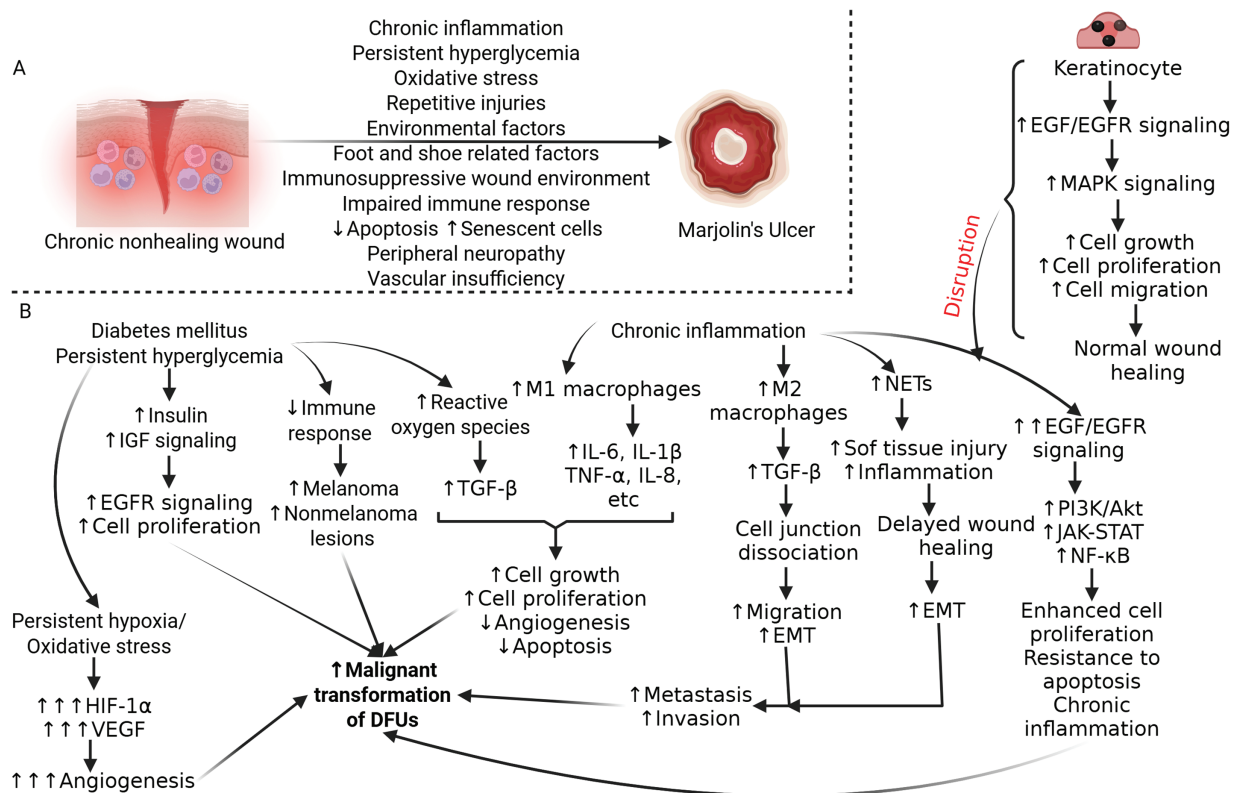 A
Chronic inflammation
Persistent hyperglycemia
Oxidative stress
Repetitive injuries
Environmental factors
Foot and shoe related factors
Immunosuppressive wound environment
Impaired immune response
↓Apoptosis ↑Senescent cells
Peripheral neuropathy
Vascular insufficiency
Chronic nonhealing wound
Marjolin's Ulcer
Keratinocyte
↑EGF/EGFR signaling
↑MAPK signaling
↑Cell growth
↑Cell proliferation
↑Cell migration
Normal wound
healing
Disruption
B
Diabetes mellitus
Persistent hyperglycemia
↑Insulin
↑IGF signaling
↑EGFR signaling
↑Cell proliferation
↓Immune
response
↑Melanoma
↑Nonmelanoma
lesions
↑Reactive
oxygen species
↑TGF-β
Chronic inflammation
↑M1 macrophages
↑IL-6, IL-1β
TNF-α, IL-8,
etc
↑Cell growth
↑Cell proliferation
↓Angiogenesis
↓Apoptosis
↑M2
macrophages
↑TGF-β
Cell junction
dissociation
↑Migration
↑EMT
↑NETs
↑Sof tissue injury
↑Inflammation
Delayed wound
healing
↑EMT
↑↑EGF/EGFR
signaling
↑PI3K/Akt
↑JAK-STAT
↑NF-κB
Enhanced cell
proliferation
Resistance to
apoptosis
Chronic
inflammation
Persistent hypoxia/
Oxidative stress
↑↑↑HIF-1α
↑↑↑VEGF
↑↑↑Angiogenesis
↑Malignant
transformation
of DFUs
↑Metastasis
↑Invasion